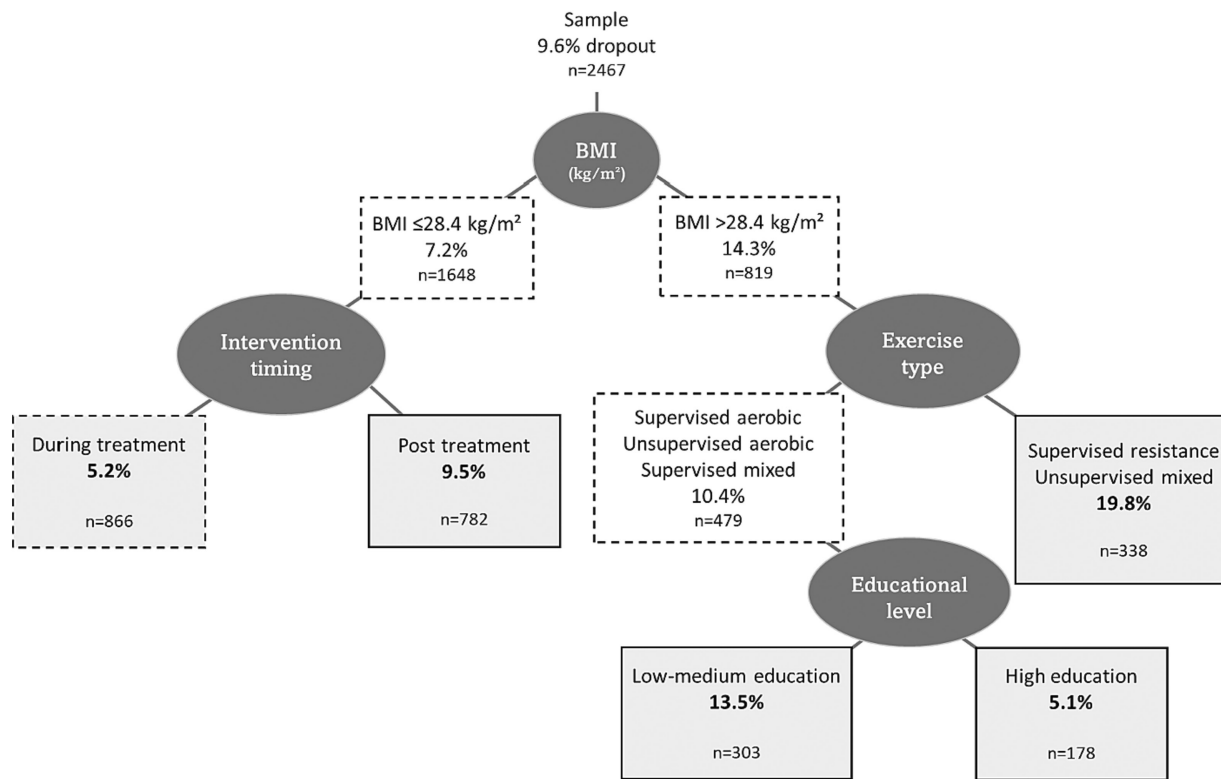 Sample
9.6% dropout
n=2467
BMI
(kg/m²)
BMI ≤28.4 kg/m²
7.2%
n=1648
BMI >28.4 kg/m²
14.3%
n=819
Intervention
timing
Exercise
type
During treatment
5.2%
n=866
Post treatment
9.5%
n=782
Supervised aerobic
Unsupervised aerobic
Supervised mixed
10.4%
n=479
Supervised resistance
Unsupervised mixed
19.8%
n=338
Educational
level
Low-medium education
13.5%
n=303
High education
5.1%
n=178